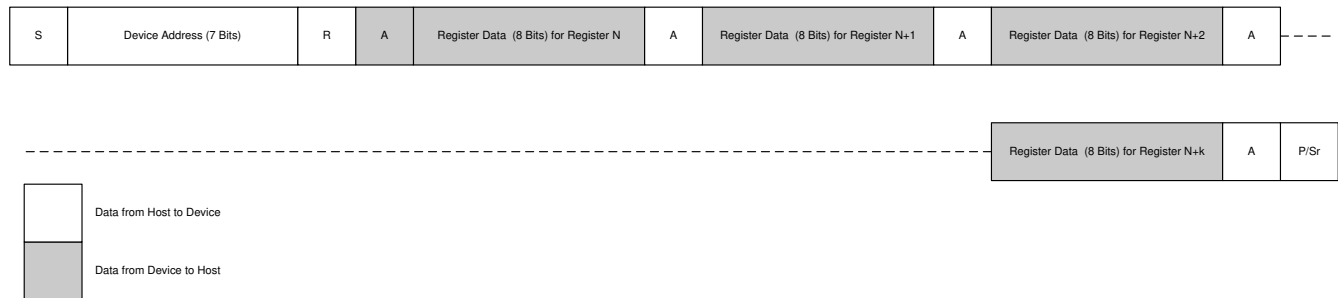 S Device Address (7 Bits) R A Register Data (8 Bits) for Register N A Register Data (8 Bits) for Register N+1 A Register Data (8 Bits) for Register N+2 A
Register Data (8 Bits) for Register N+k A P/Sr
Data from Host to Device
Data from Device to Host